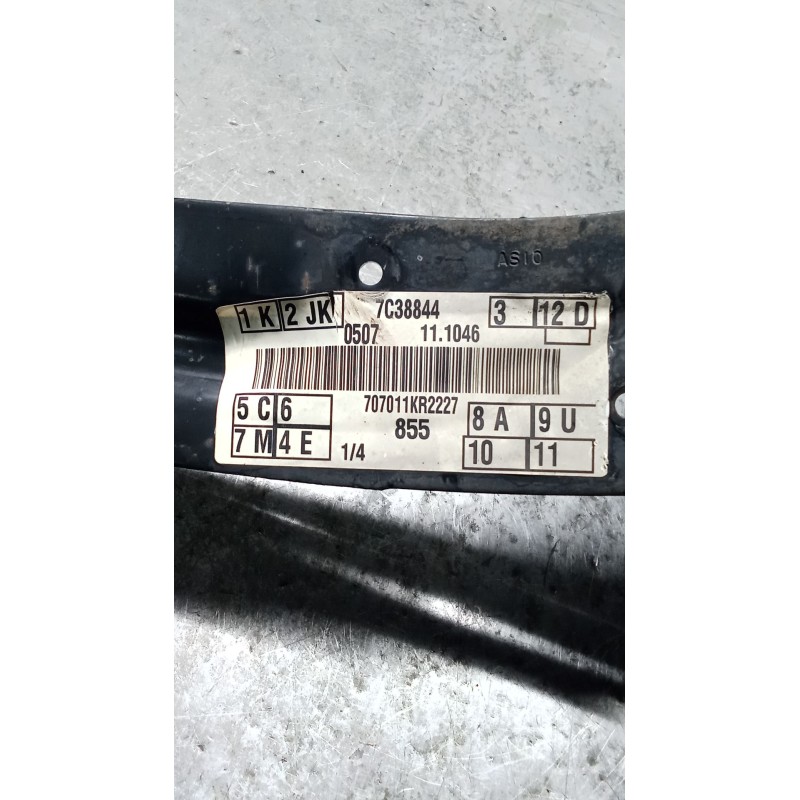 AS10
1 K 2 JK 7C38844 3 12 D
0507 11.1046
707011KR2227
5 C 6 855 8 A 9 U
7 M 4 E 1/4 10 11